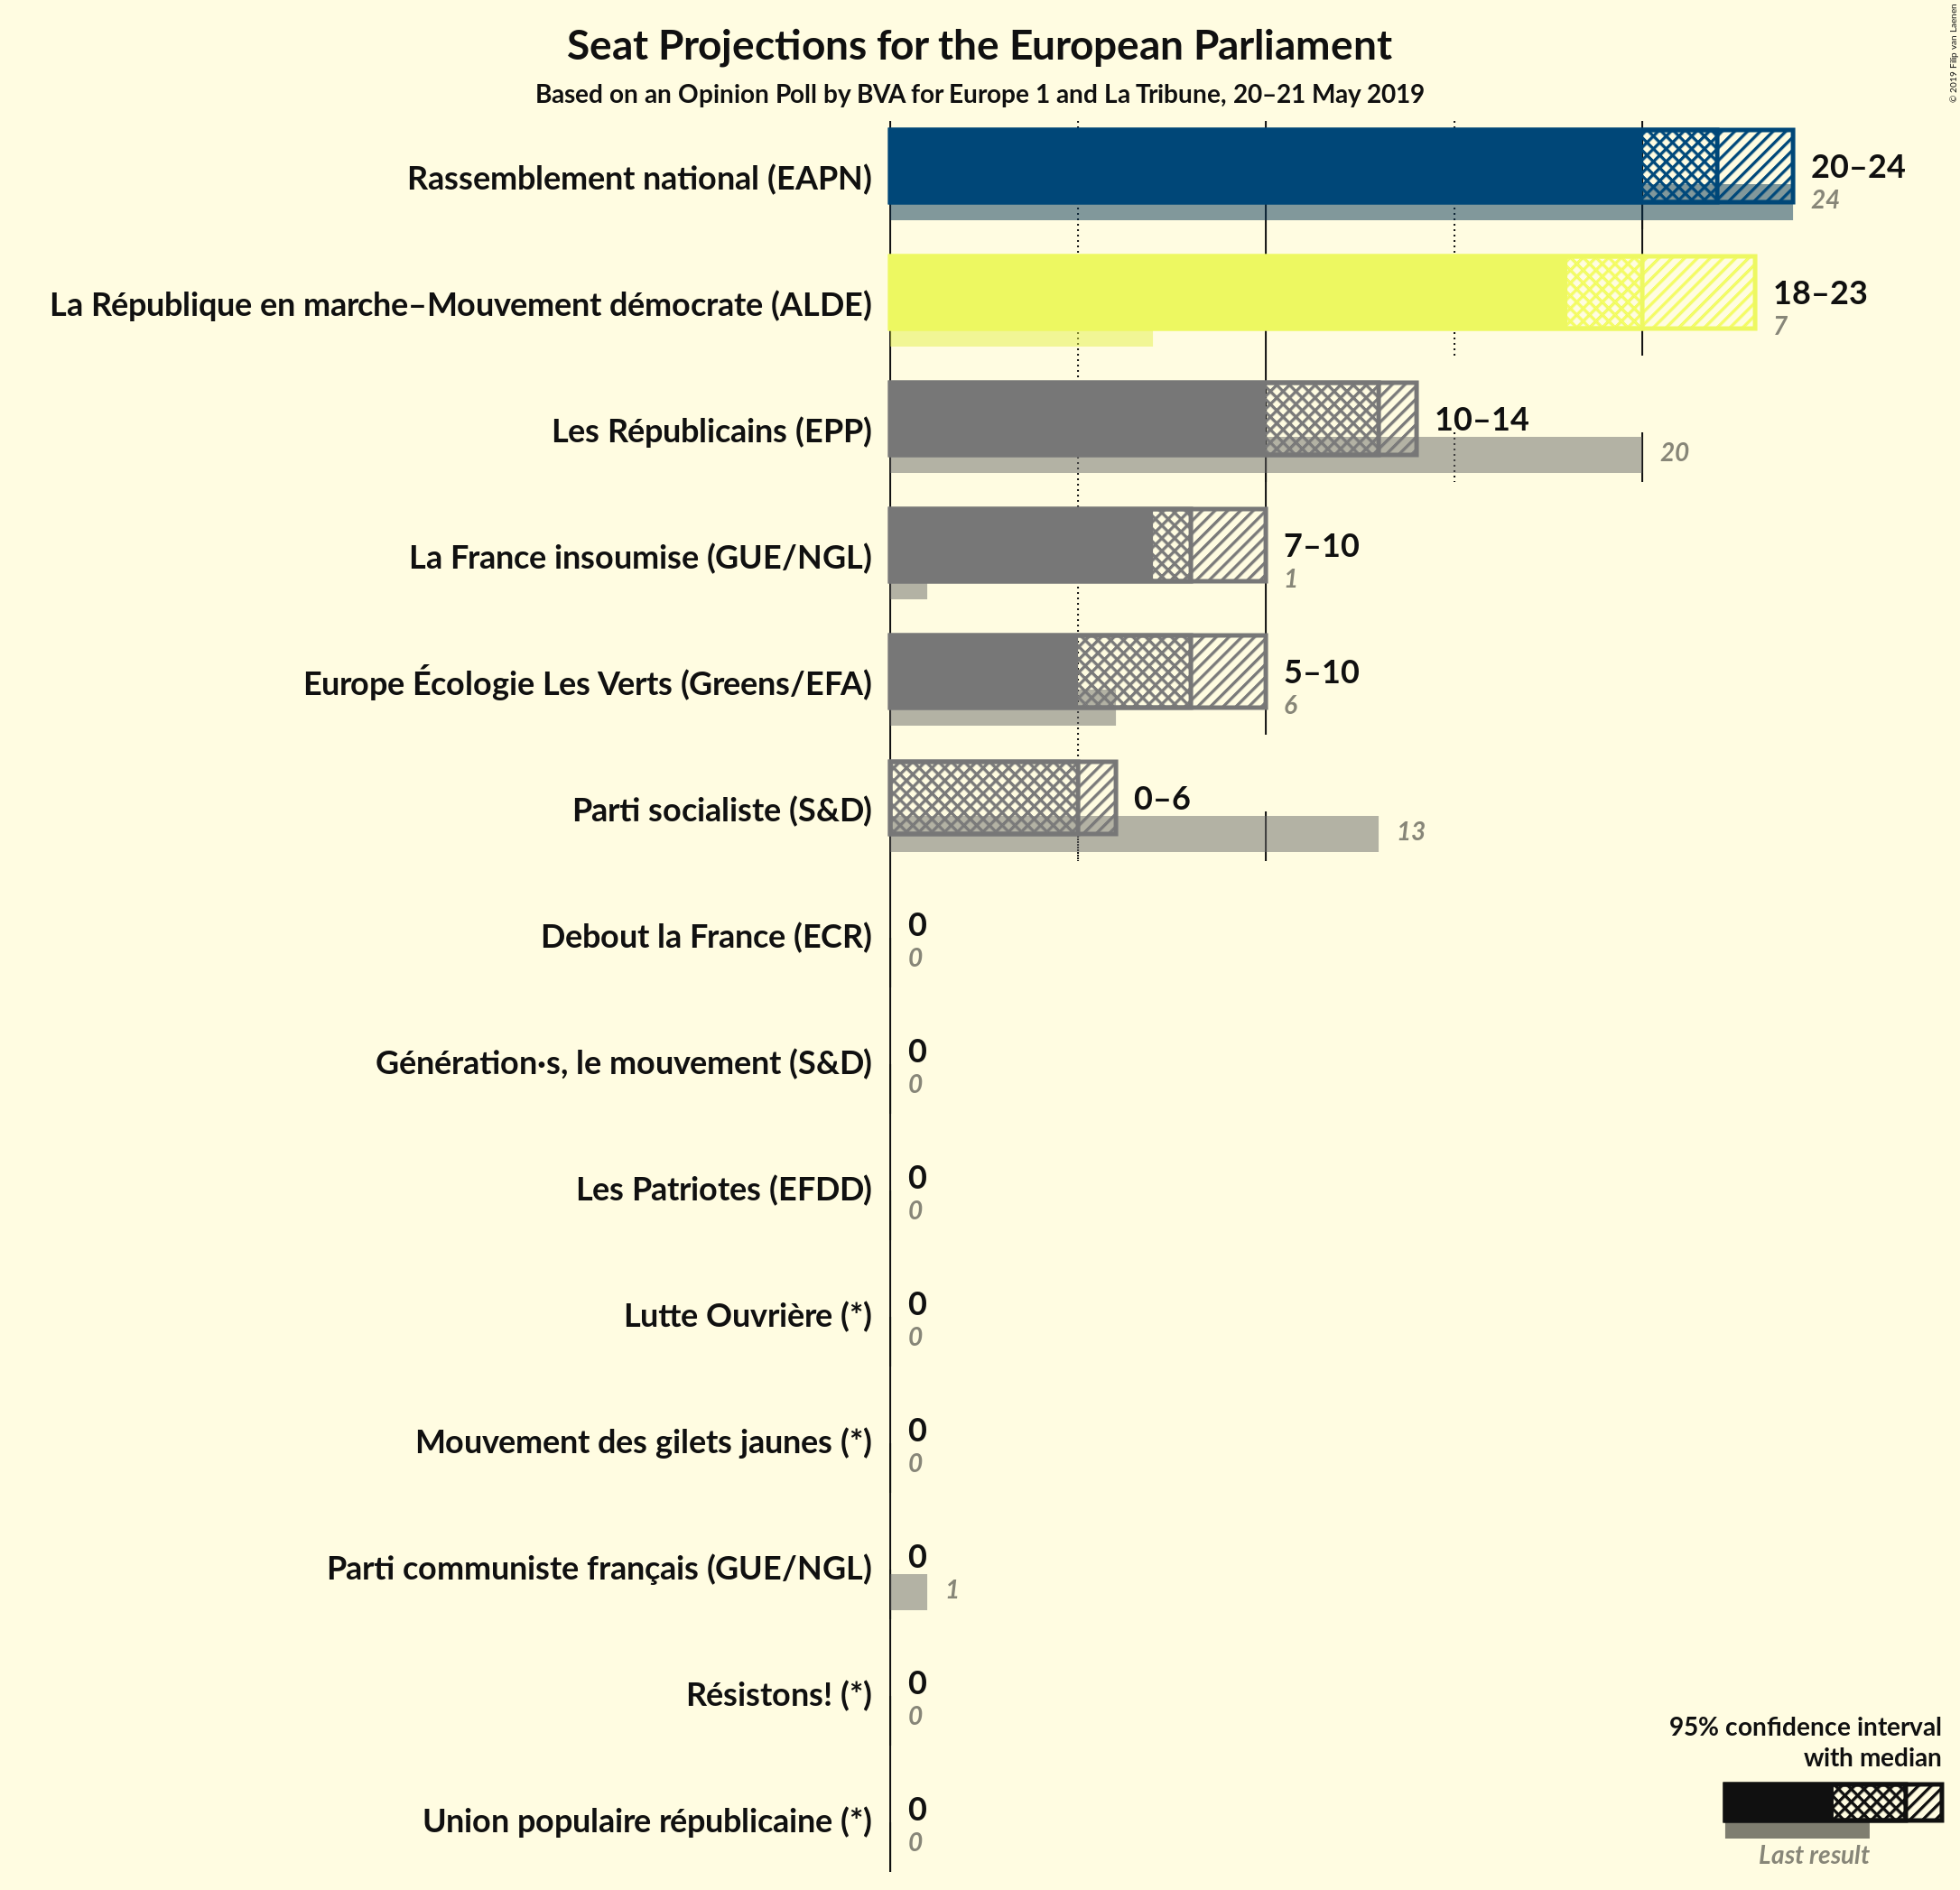 Seat Projections for the European Parliament
Based on an Opinion Poll by BVA for Europe 1 and La Tribune, 20–21 May 2019
© 2019 Filip van Laenen
Rassemblement national (EAPN)
20–24
24
La République en marche–Mouvement démocrate (ALDE)
18–23
7
Les Républicains (EPP)
10–14
20
La France insoumise (GUE/NGL)
7–10
1
Europe Écologie Les Verts (Greens/EFA)
5–10
6
Parti socialiste (S&D)
0–6
13
Debout la France (ECR)
0
0
Génération·s, le mouvement (S&D)
0
0
Les Patriotes (EFDD)
0
0
Lutte Ouvrière (*)
0
0
Mouvement des gilets jaunes (*)
0
0
Parti communiste français (GUE/NGL)
0
1
Résistons! (*)
0
0
Union populaire républicaine (*)
0
0
95% confidence interval
with median
Last result